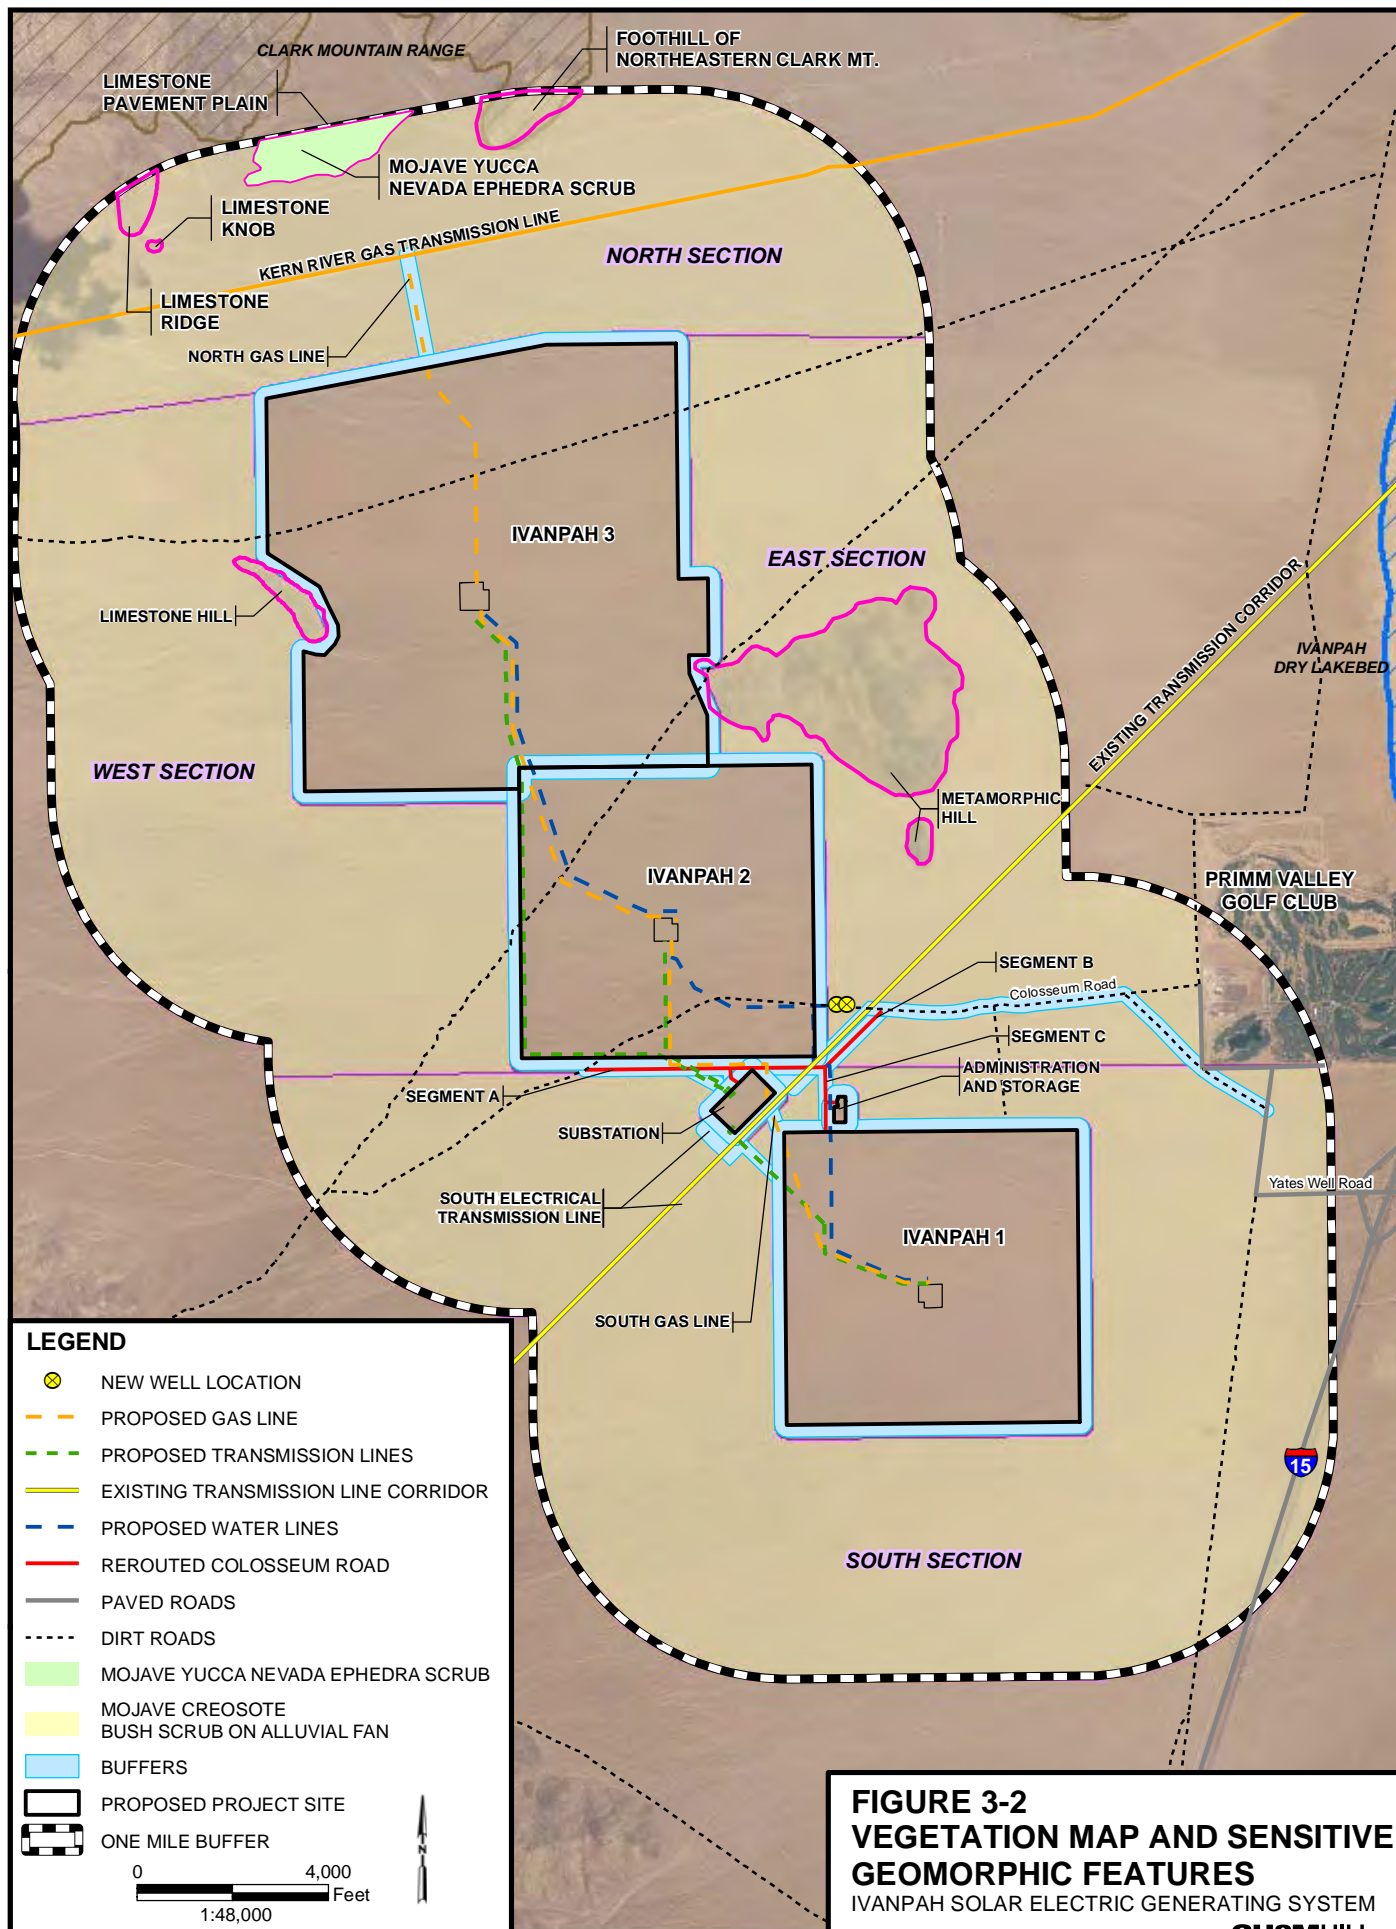 CLARK MOUNTAIN RANGE
FOOTHILL OF
NORTHEASTERN CLARK MT.
LIMESTONE
PAVEMENT PLAIN
MOJAVE YUCCA
NEVADA EPHEDRA SCRUB
LIMESTONE
KNOB
KERN RIVER GAS TRANSMISSION LINE
NORTH SECTION
LIMESTONE
RIDGE
NORTH GAS LINE
IVANPAH 3
EAST SECTION
LIMESTONE HILL
EXISTING TRANSMISSION CORRIDOR
IVANPAH
DRY LAKEBED
WEST SECTION
METAMORPHIC
HILL
IVANPAH 2
PRIMM VALLEY
GOLF CLUB
SEGMENT B
Colosseum Road
SEGMENT C
ADMINISTRATION
AND STORAGE
SEGMENT A
SUBSTATION
SOUTH ELECTRICAL
TRANSMISSION LINE
Yates Well Road
IVANPAH 1
SOUTH GAS LINE
15
SOUTH SECTION
LEGEND
NEW WELL LOCATION
PROPOSED GAS LINE
PROPOSED TRANSMISSION LINES
EXISTING TRANSMISSION LINE CORRIDOR
PROPOSED WATER LINES
REROUTED COLOSSEUM ROAD
PAVED ROADS
DIRT ROADS
MOJAVE YUCCA NEVADA EPHEDRA SCRUB
MOJAVE CREOSOTE
BUSH SCRUB ON ALLUVIAL FAN
BUFFERS
PROPOSED PROJECT SITE
ONE MILE BUFFER
N
0 4,000
Feet
1:48,000
FIGURE 3-2
VEGETATION MAP AND SENSITIVE
GEOMORPHIC FEATURES
IVANPAH SOLAR ELECTRIC GENERATING SYSTEM